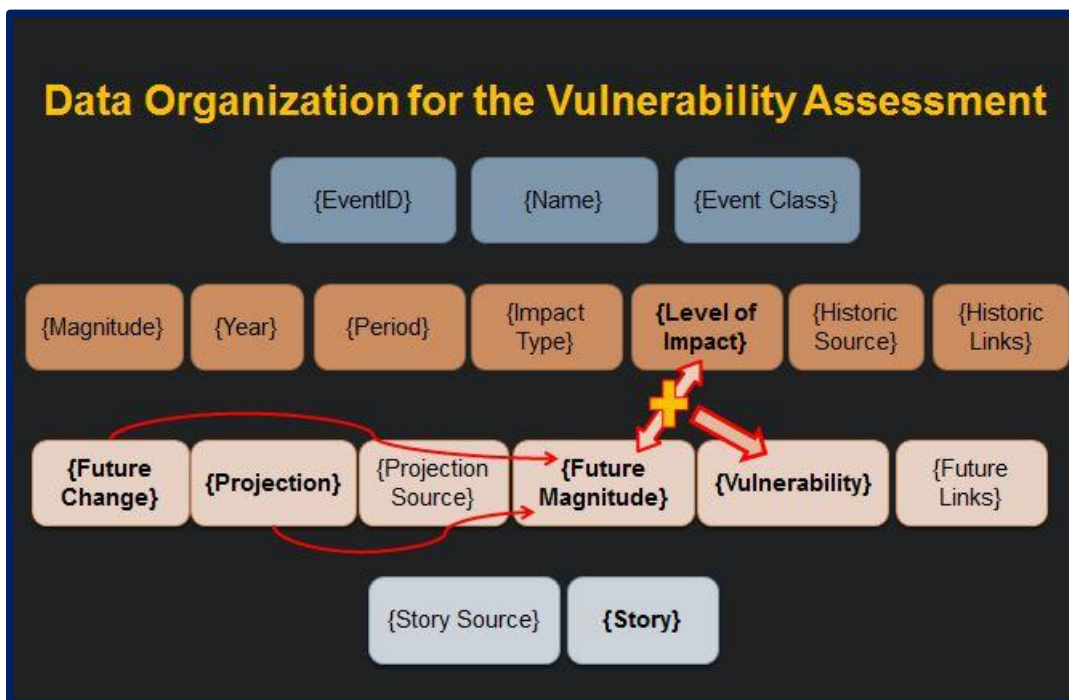 Data Organization for the Vulnerability Assessment
{EventID}
{Name}
{Event Class}
{Magnitude}
{Year}
{Period}
{Impact
Type}
{Level of
Impact}
{Historic
Source}
{Historic
Links}
{Future
Change}
{Projection}
{Projection
Source}
{Future
Magnitude}
{Vulnerability}
{Future
Links}
{Story Source}
{Story}